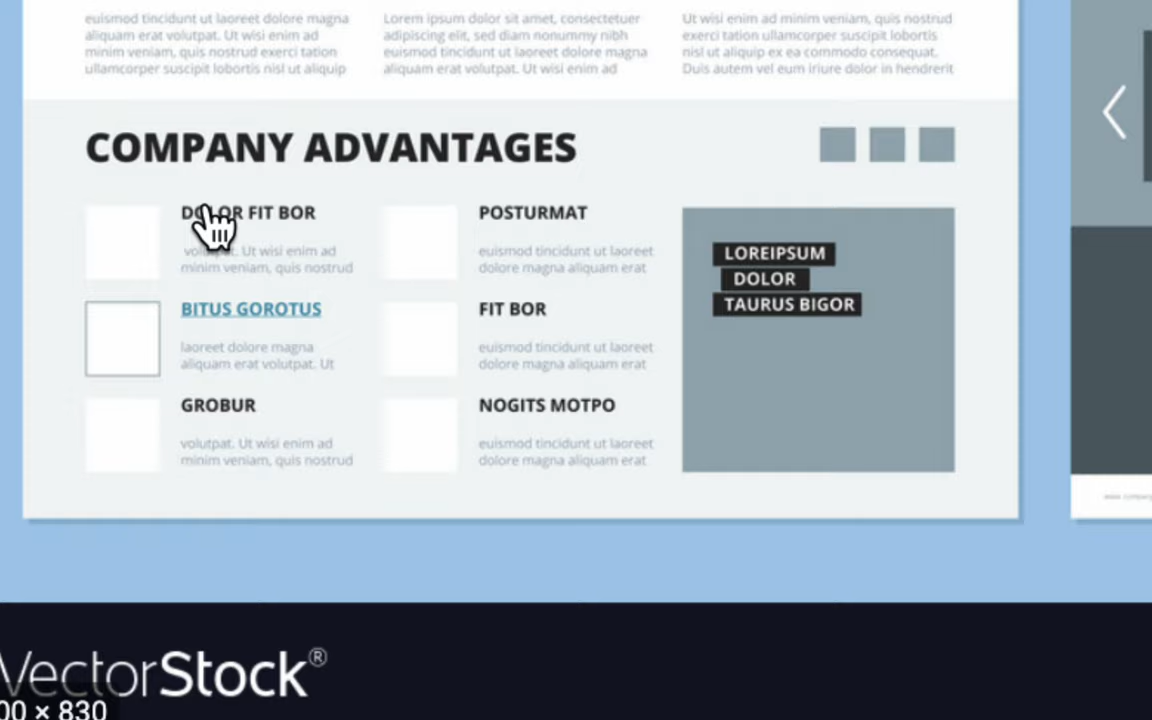 euismod tincidunt ut laoreet dolore magna
aliquam erat volutpat. Ut wisi enim ad
minim veniam, quis nostrud exerci tation
ullamcorper suscipit lobortis nisl ut aliquip
Lorem ipsum dolor sit amet, consectetuer
adipiscing elit, sed diam nonummy nibh
euismod tincidunt ut laoreet dolore magna
aliquam erat volutpat. Ut wisi enim ad
Ut wisi enim ad minim veniam, quis nostrud
exerci tation ullamcorper suscipit lobortis
nisl ut aliquip ex ea commodo consequat.
Duis autem vel eum iriure dolor in hendrerit
COMPANY ADVANTAGES
DOLOR FIT BOR
volutpat. Ut wisi enim ad
minim veniam, quis nostrud
BITUS GOROTUS
laoreet dolore magna
aliquam erat volutpat. Ut
GROBUR
volutpat. Ut wisi enim ad
minim veniam, quis nostrud
POSTURMAT
euismod tincidunt ut laoreet
dolore magna aliquam erat
FIT BOR
euismod tincidunt ut laoreet
dolore magna aliquam erat
NOGITS MOTPO
euismod tincidunt ut laoreet
dolore magna aliquam erat
LOREIPSUM
DOLOR
TAURUS BIGOR
VectorStock®
00 × 830